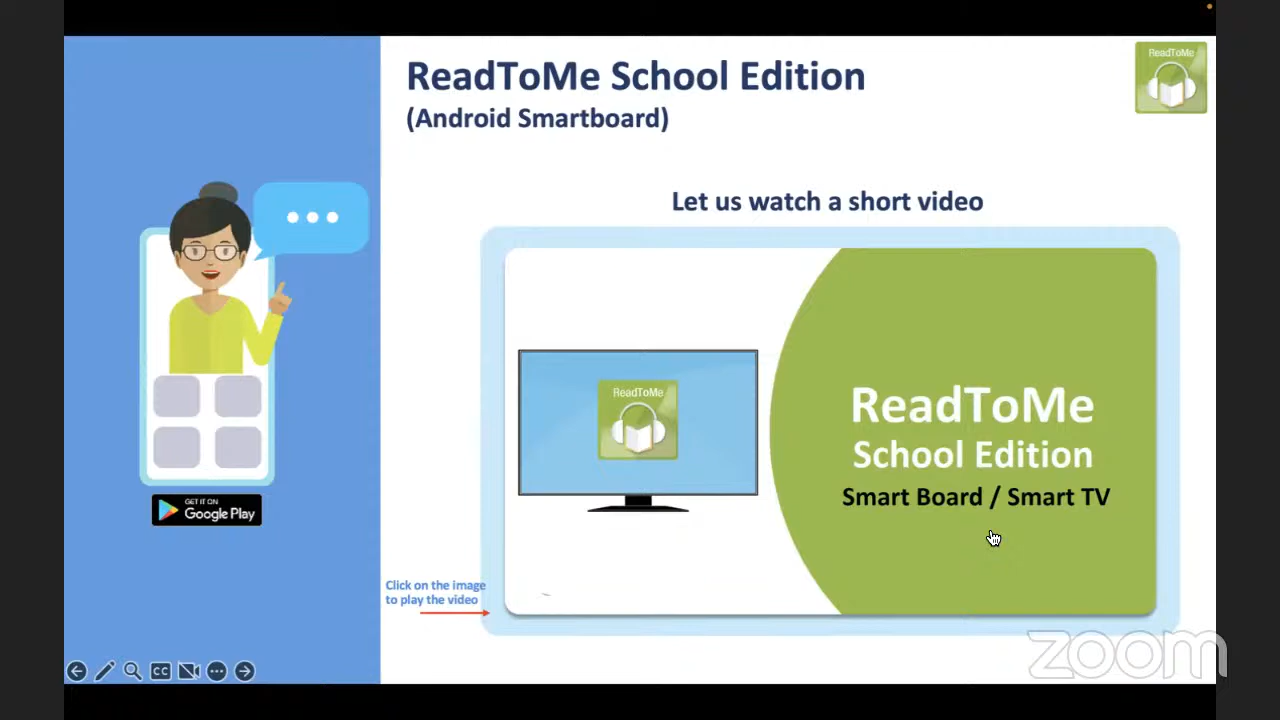 ReadToMe School Edition
(Android Smartboard)
ReadToMe
Let us watch a short video
ReadToMe
ReadToMe
School Edition
Smart Board / Smart TV
GET IT ON
Google Play
Click on the image
to play the video
CC
zoom